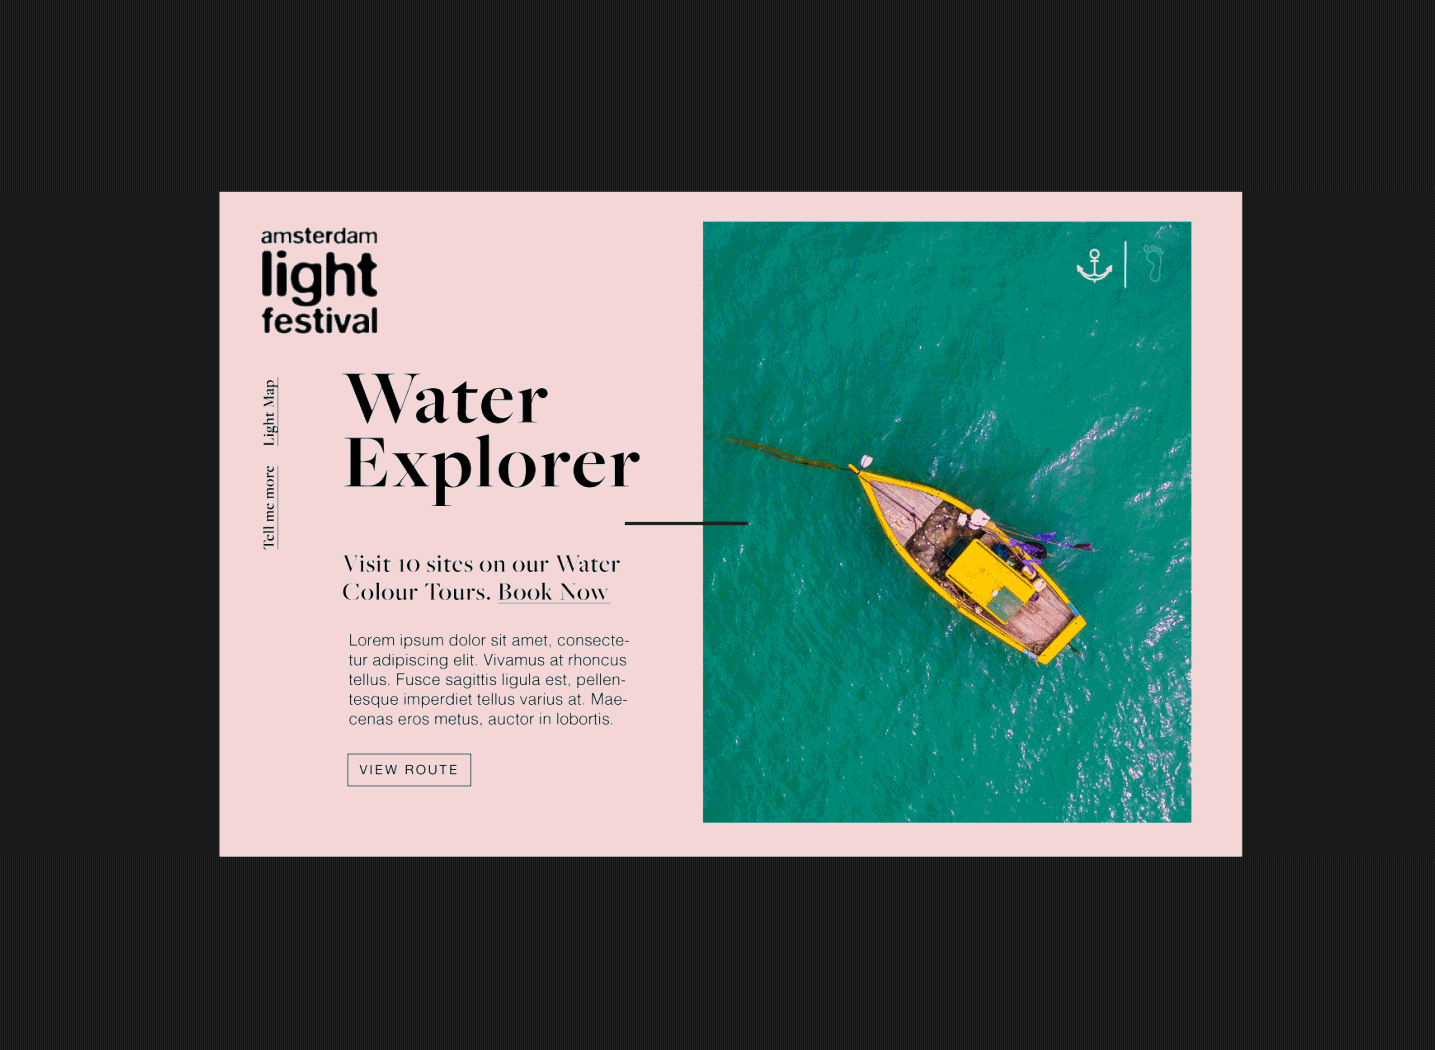 amsterdam
light
festival
Light Map
Tell me more
Water
Explorer
Visit 10 sites on our Water
Colour Tours. Book Now
Lorem ipsum dolor sit amet, consecte-
tur adipiscing elit. Vivamus at rhoncus
tellus. Fusce sagittis ligula est, pellen-
tesque imperdiet tellus varius at. Mae-
cenas eros metus, auctor in lobortis.
VIEW ROUTE